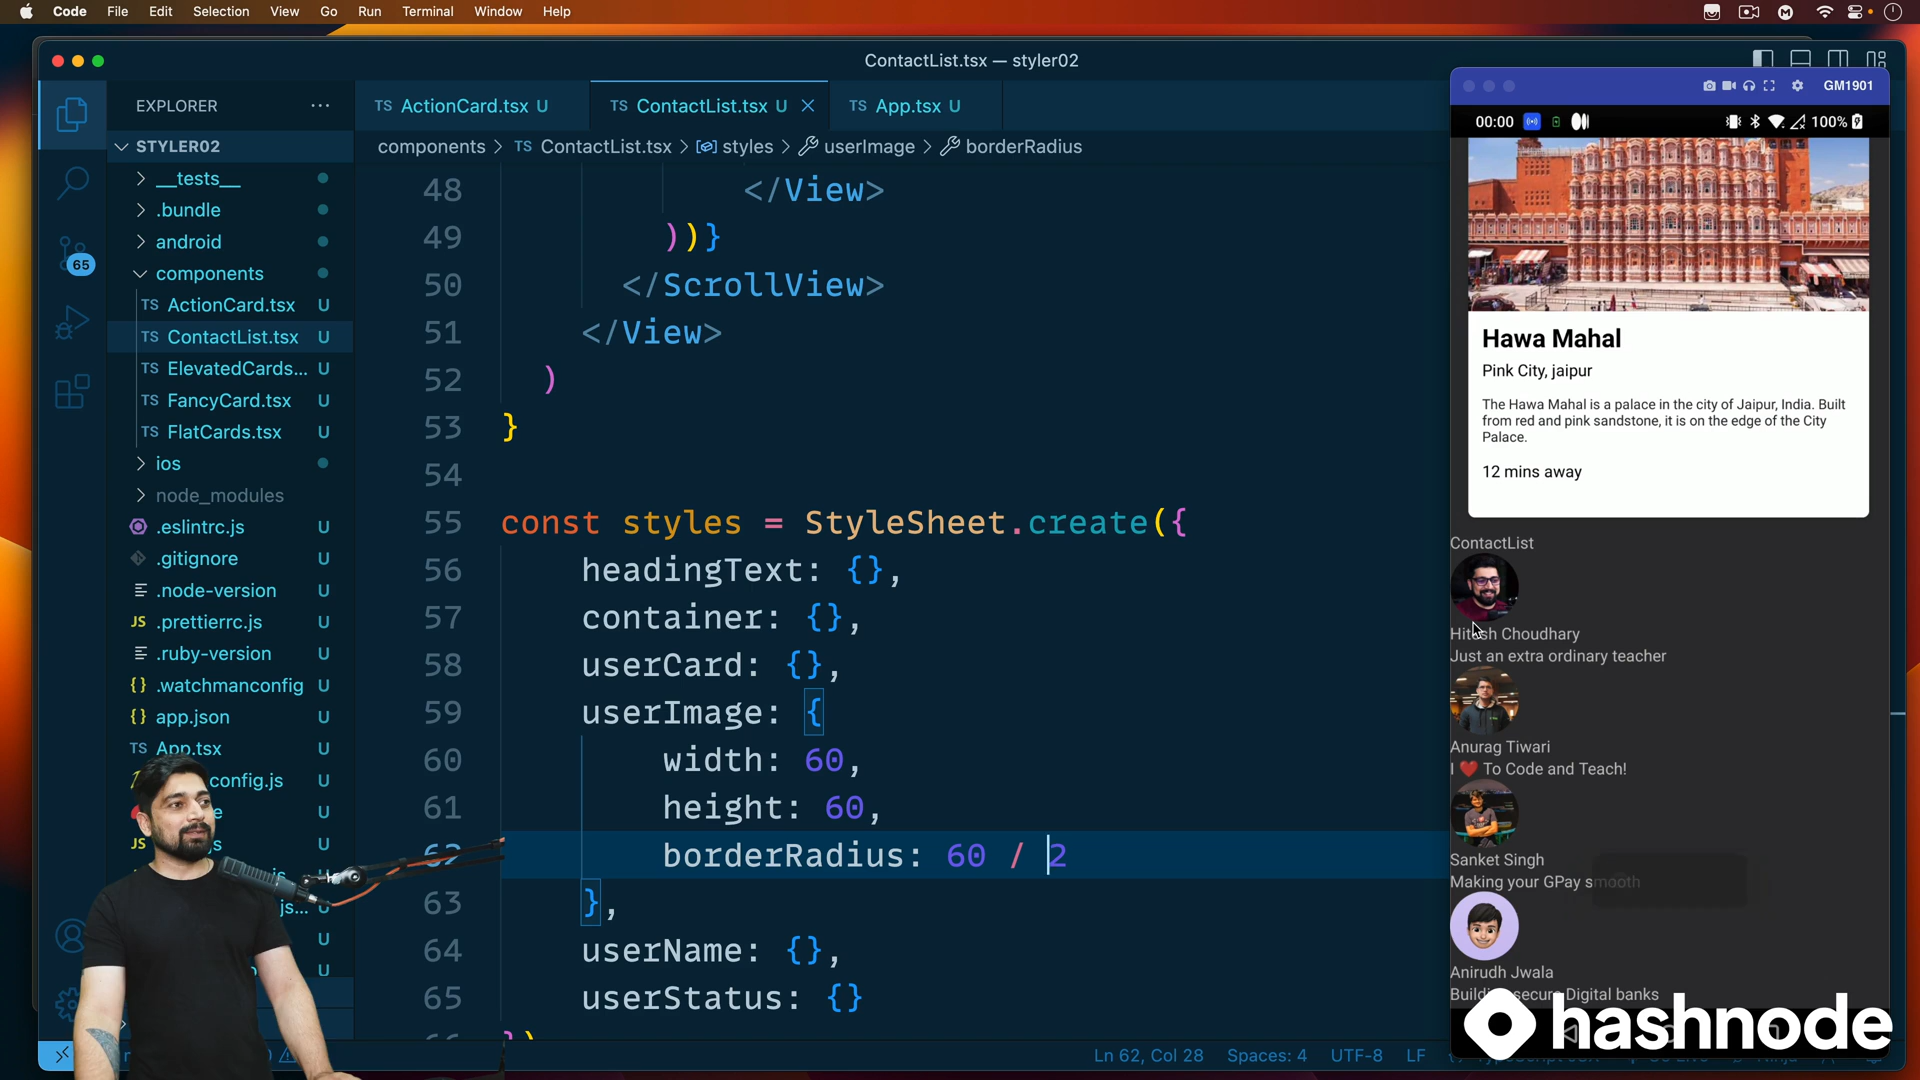 Code File Edit Selection View Go Run Terminal Window Help
ContactList.tsx — styler02
EXPLORER
STYLER02
__tests__
.bundle
android
components
TS ActionCard.tsx U
TS ContactList.tsx U
TS ElevatedCards... U
TS FancyCard.tsx U
TS FlatCards.tsx U
ios
node_modules
.eslintrc.js U
.gitignore U
.node-version U
JS .prettierrc.js U
.ruby-version U
{} .watchmanconfig U
{} app.json U
TS App.tsx U
config.js U
65
TS ActionCard.tsx U
TS ContactList.tsx U
TS App.tsx U
components > TS ContactList.tsx > styles > userImage > borderRadius
48 </View>
49 ))}
50 </ScrollView>
51 </View>
52 )
53 }
54
55 const styles = StyleSheet.create({
56 headingText: {},
57 container: {},
58 userCard: {},
59 userImage: {
60 width: 60,
61 height: 60,
62 borderRadius: 60 / 2
63 },
64 userName: {},
65 userStatus: {}
Ln 62, Col 28 Spaces: 4 UTF-8 LF
GM1901
00:00 100%
Hawa Mahal
Pink City, jaipur
The Hawa Mahal is a palace in the city of Jaipur, India. Built
from red and pink sandstone, it is on the edge of the City
Palace.
12 mins away
ContactList
Hitesh Choudhary
Just an extra ordinary teacher
Anurag Tiwari
I ❤️ To Code and Teach!
Sanket Singh
Making your GPay smooth
Anirudh Jwala
Building secure Digital banks
hashnode